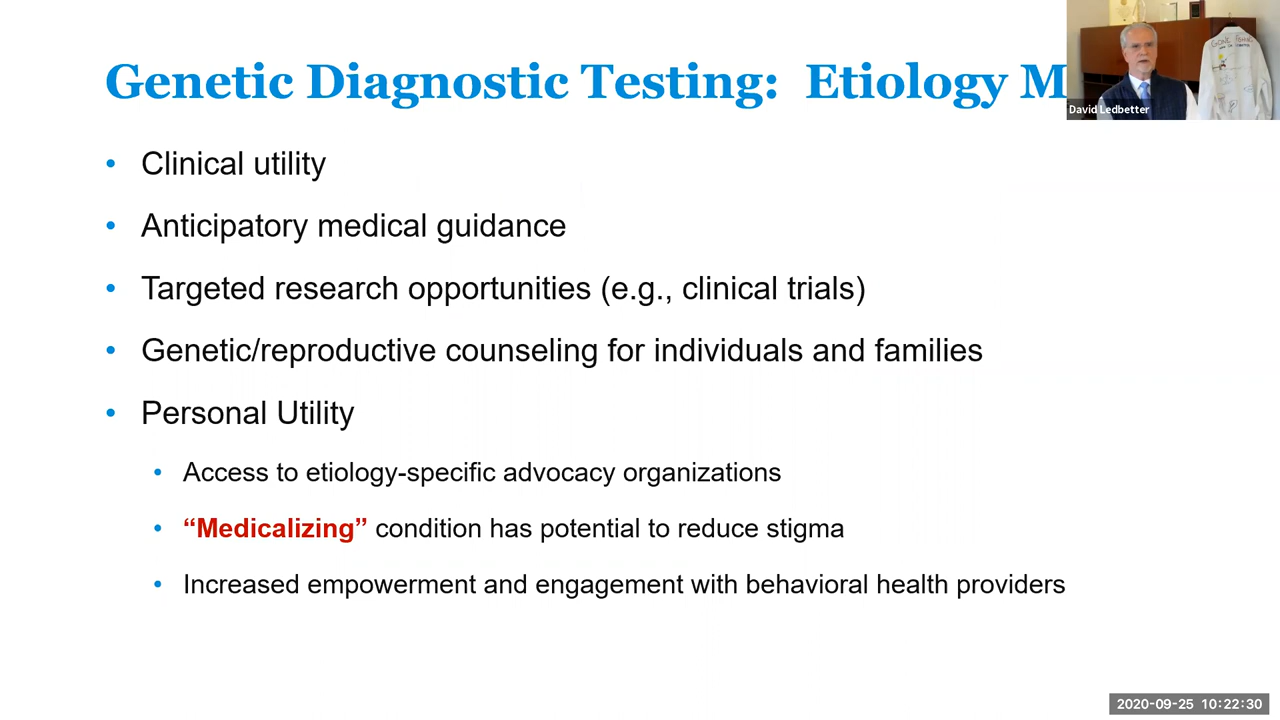 Genetic Diagnostic Testing:  Etiology M
David Ledbetter
• Clinical utility
• Anticipatory medical guidance
• Targeted research opportunities (e.g., clinical trials)
• Genetic/reproductive counseling for individuals and families
• Personal Utility
• Access to etiology-specific advocacy organizations
• “Medicalizing” condition has potential to reduce stigma
• Increased empowerment and engagement with behavioral health providers
2020-09-25 10:22:30